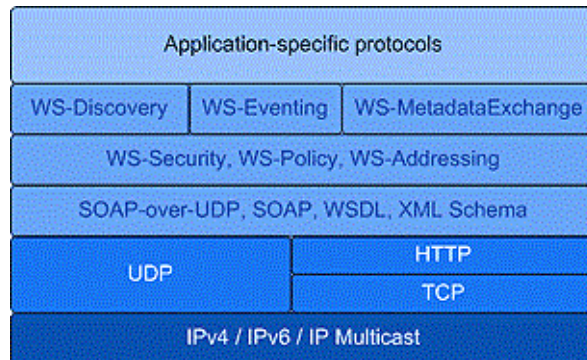 Application-specific protocols
WS-Discovery
WS-Eventing
WS-MetadataExchange
WS-Security, WS-Policy, WS-Addressing
SOAP-over-UDP, SOAP, WSDL, XML Schema
UDP
HTTP
TCP
IPv4 / IPv6 / IP Multicast